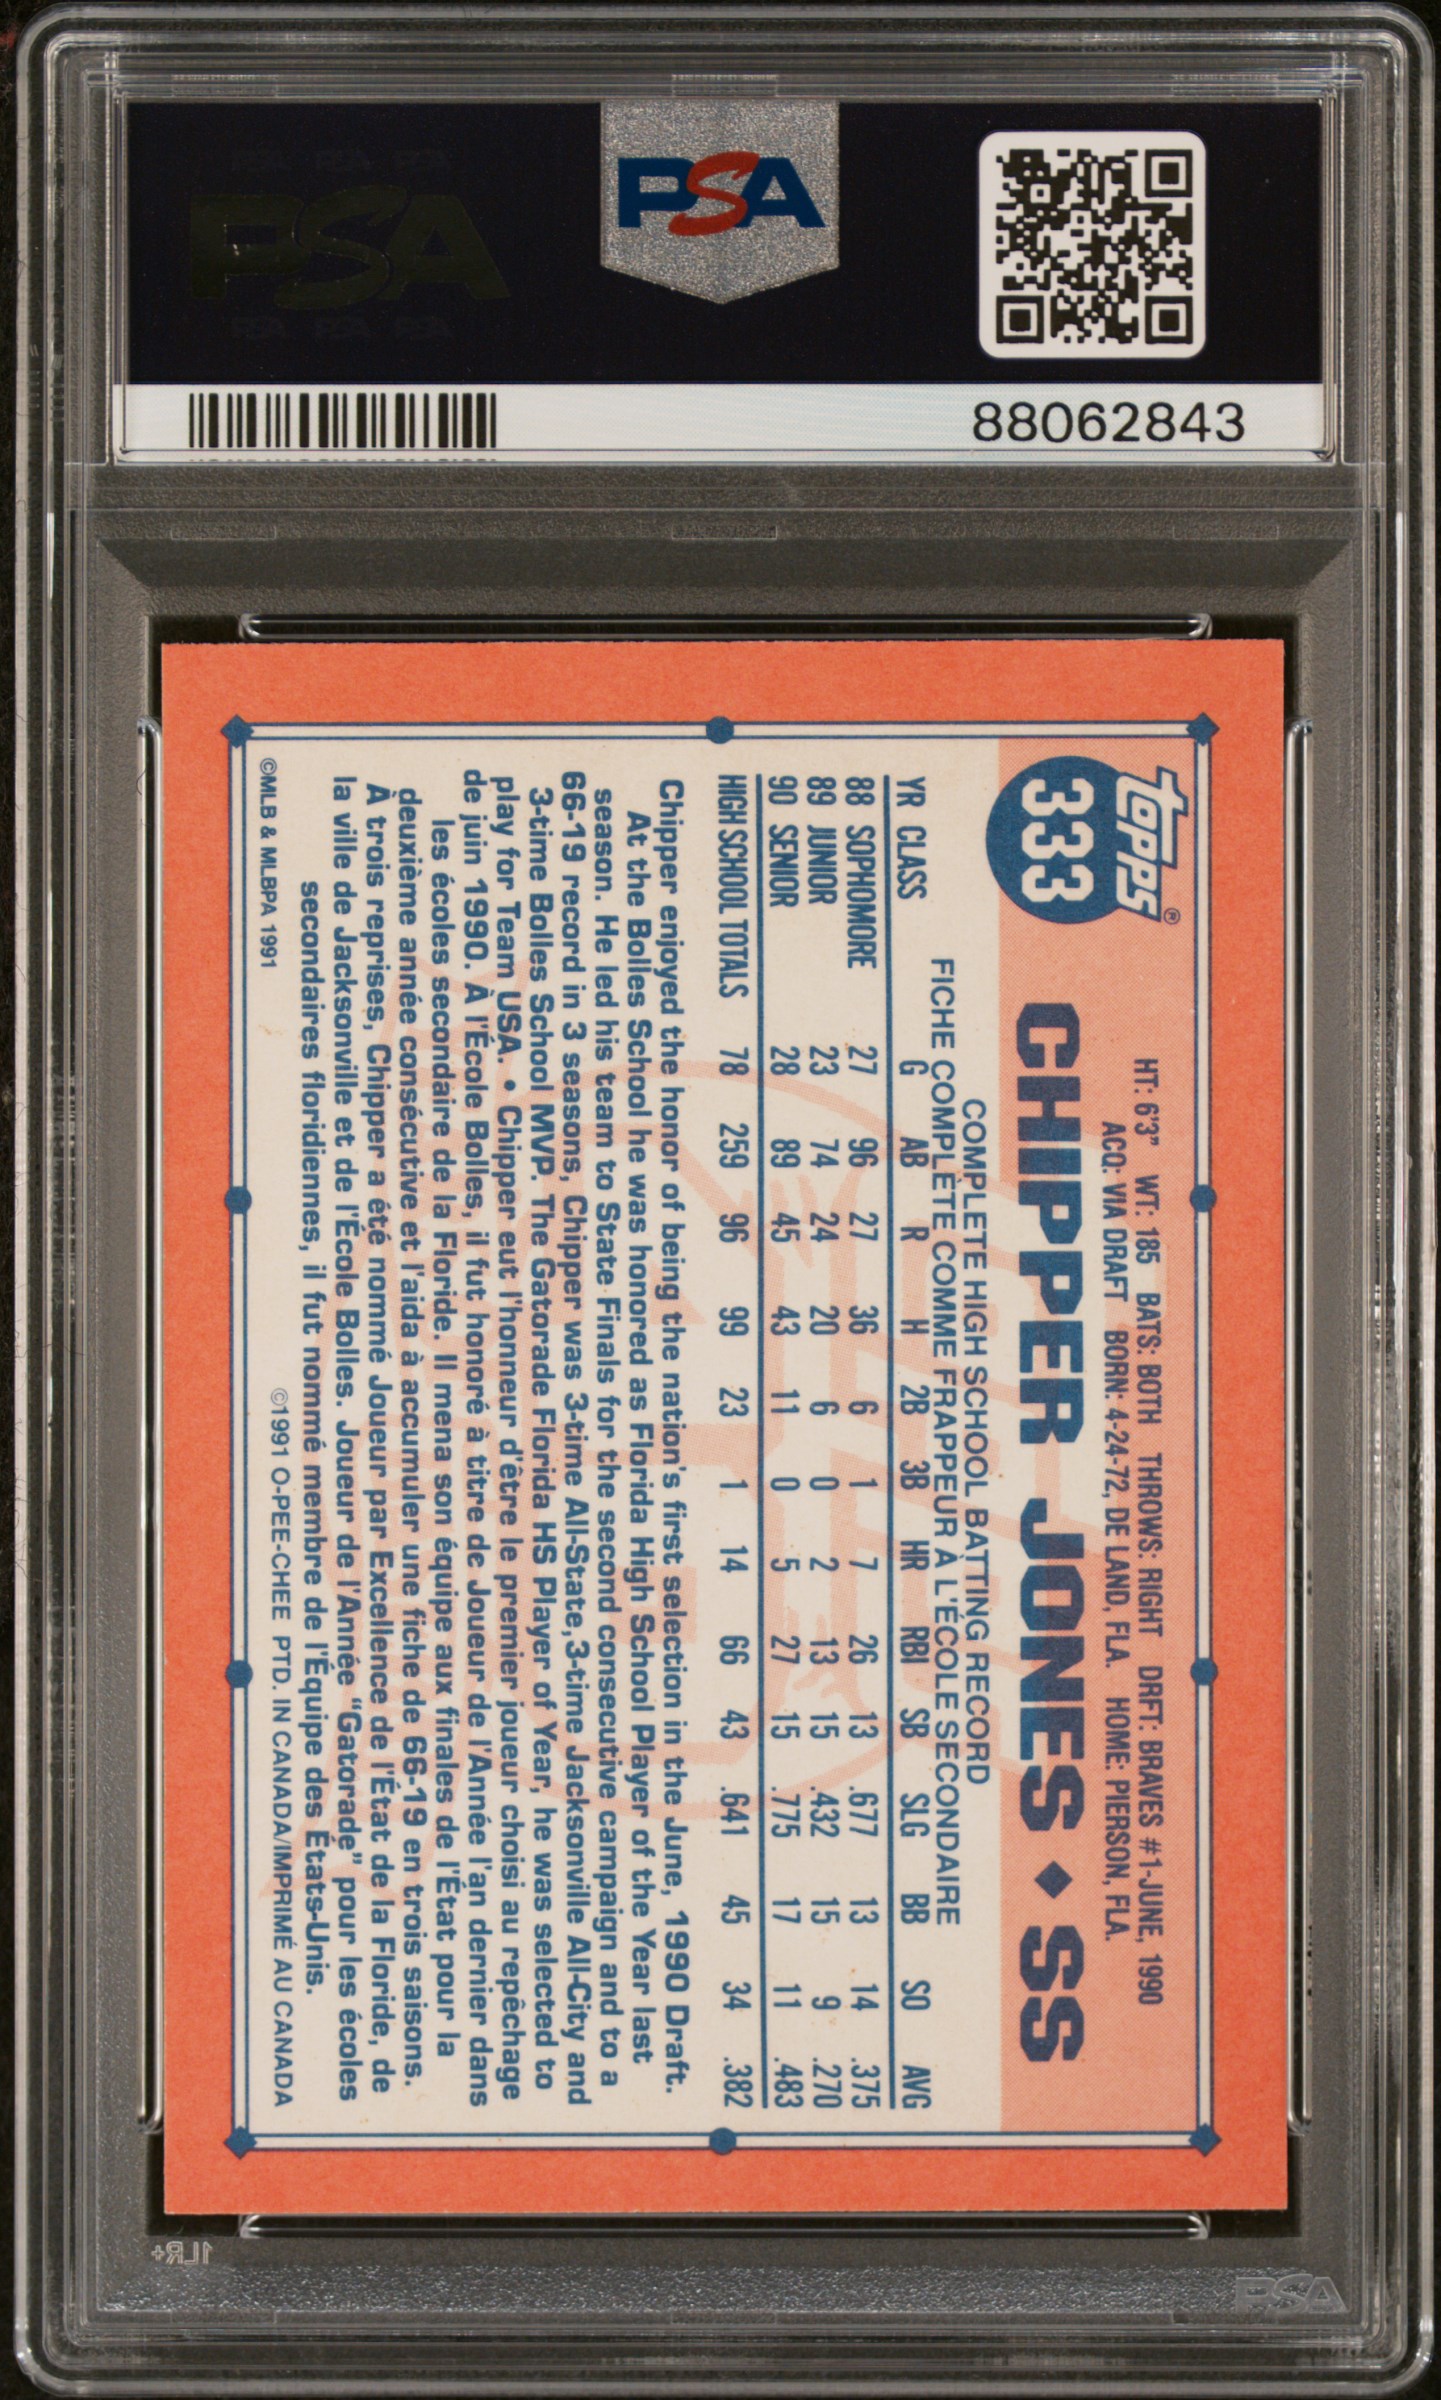 PSA
88062843
topps®
333
HT: 6'3" WT: 185 BATS: BOTH THROWS: RIGHT DRFT: BRAVES #1-JUNE, 1990
ACQ: VIA DRAFT BORN: 4-24-72, DE LAND, FLA. HOME: PIERSON, FLA.
CHIPPER JONES ♦ SS
COMPLETE HIGH SCHOOL BATTING RECORD
FICHE COMPLÈTE COMME FRAPPEUR À L'ÉCOLE SECONDAIRE
YR CLASS G AB R H 2B 3B HR RBI SB SLG BB SO AVG
88 SOPHOMORE 27 96 27 36 6 1 7 26 13 .677 13 14 .375
89 JUNIOR 23 74 24 20 6 0 2 13 15 .432 15 9 .270
90 SENIOR 28 89 45 43 11 0 5 27 15 .775 17 11 .483
HIGH SCHOOL TOTALS 78 259 96 99 23 1 14 66 43 .641 45 34 .382
Chipper enjoyed the honor of being the nation's first selection in the June, 1990 Draft.
At the Bolles School he was honored as Florida High School Player of the Year last
season. He led his team to State Finals for the second consecutive campaign and to a
66-19 record in 3 seasons, Chipper was 3-time All-State, 3-time Jacksonville All-City and
3-time Bolles School MVP. The Gatorade Florida HS Player of Year, he was selected to
play for Team USA. • Chipper eut l'honneur d'être le premier joueur choisi au repêchage
de juin 1990. À l'École Bolles, il fut honoré à titre de Joueur de l'Année l'an dernier dans
les écoles secondaire de la Floride. Il mena son équipe aux finales de l'État pour la
deuxième année consécutive et l'aida à accumuler une fiche de 66-19 en trois saisons.
À trois reprises, Chipper a été nommé Joueur par Excellence de l'État de la Floride, de
la ville de Jacksonville et de l'École Bolles. Joueur de l'Année "Gatorade" pour les écoles
secondaires floridiennes, il fut nommé membre de l'Équipe des États-Unis.
©MLB & MLBPA 1991 ©1991 O-PEE-CHEE PTD. IN CANADA/IMPRIMÉ AU CANADA
1LR+
PSA